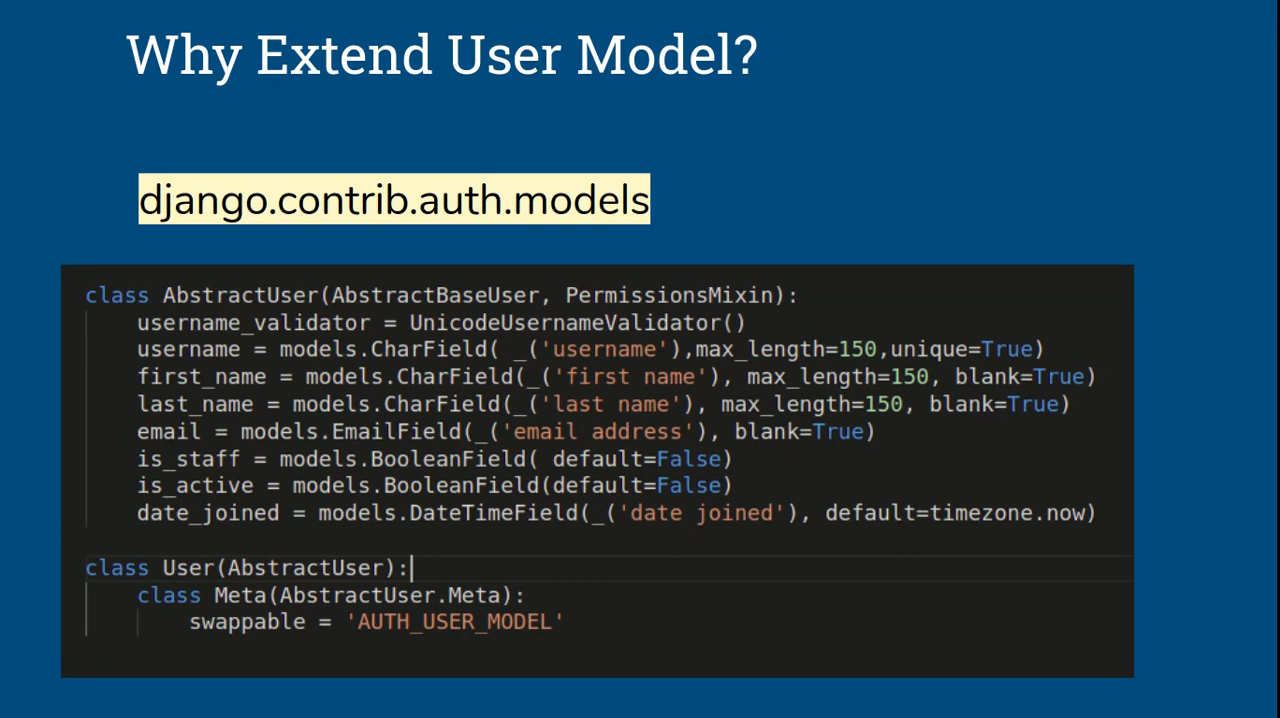 Why Extend User Model?
django.contrib.auth.models
class AbstractUser(AbstractBaseUser, PermissionsMixin):
    username_validator = UnicodeUsernameValidator()
    username = models.CharField( _('username'),max_length=150,unique=True)
    first_name = models.CharField(_('first name'), max_length=150, blank=True)
    last_name = models.CharField(_('last name'), max_length=150, blank=True)
    email = models.EmailField(_('email address'), blank=True)
    is_staff = models.BooleanField( default=False)
    is_active = models.BooleanField(default=False)
    date_joined = models.DateTimeField(_('date joined'), default=timezone.now)
class User(AbstractUser):
    class Meta(AbstractUser.Meta):
        swappable = 'AUTH_USER_MODEL'